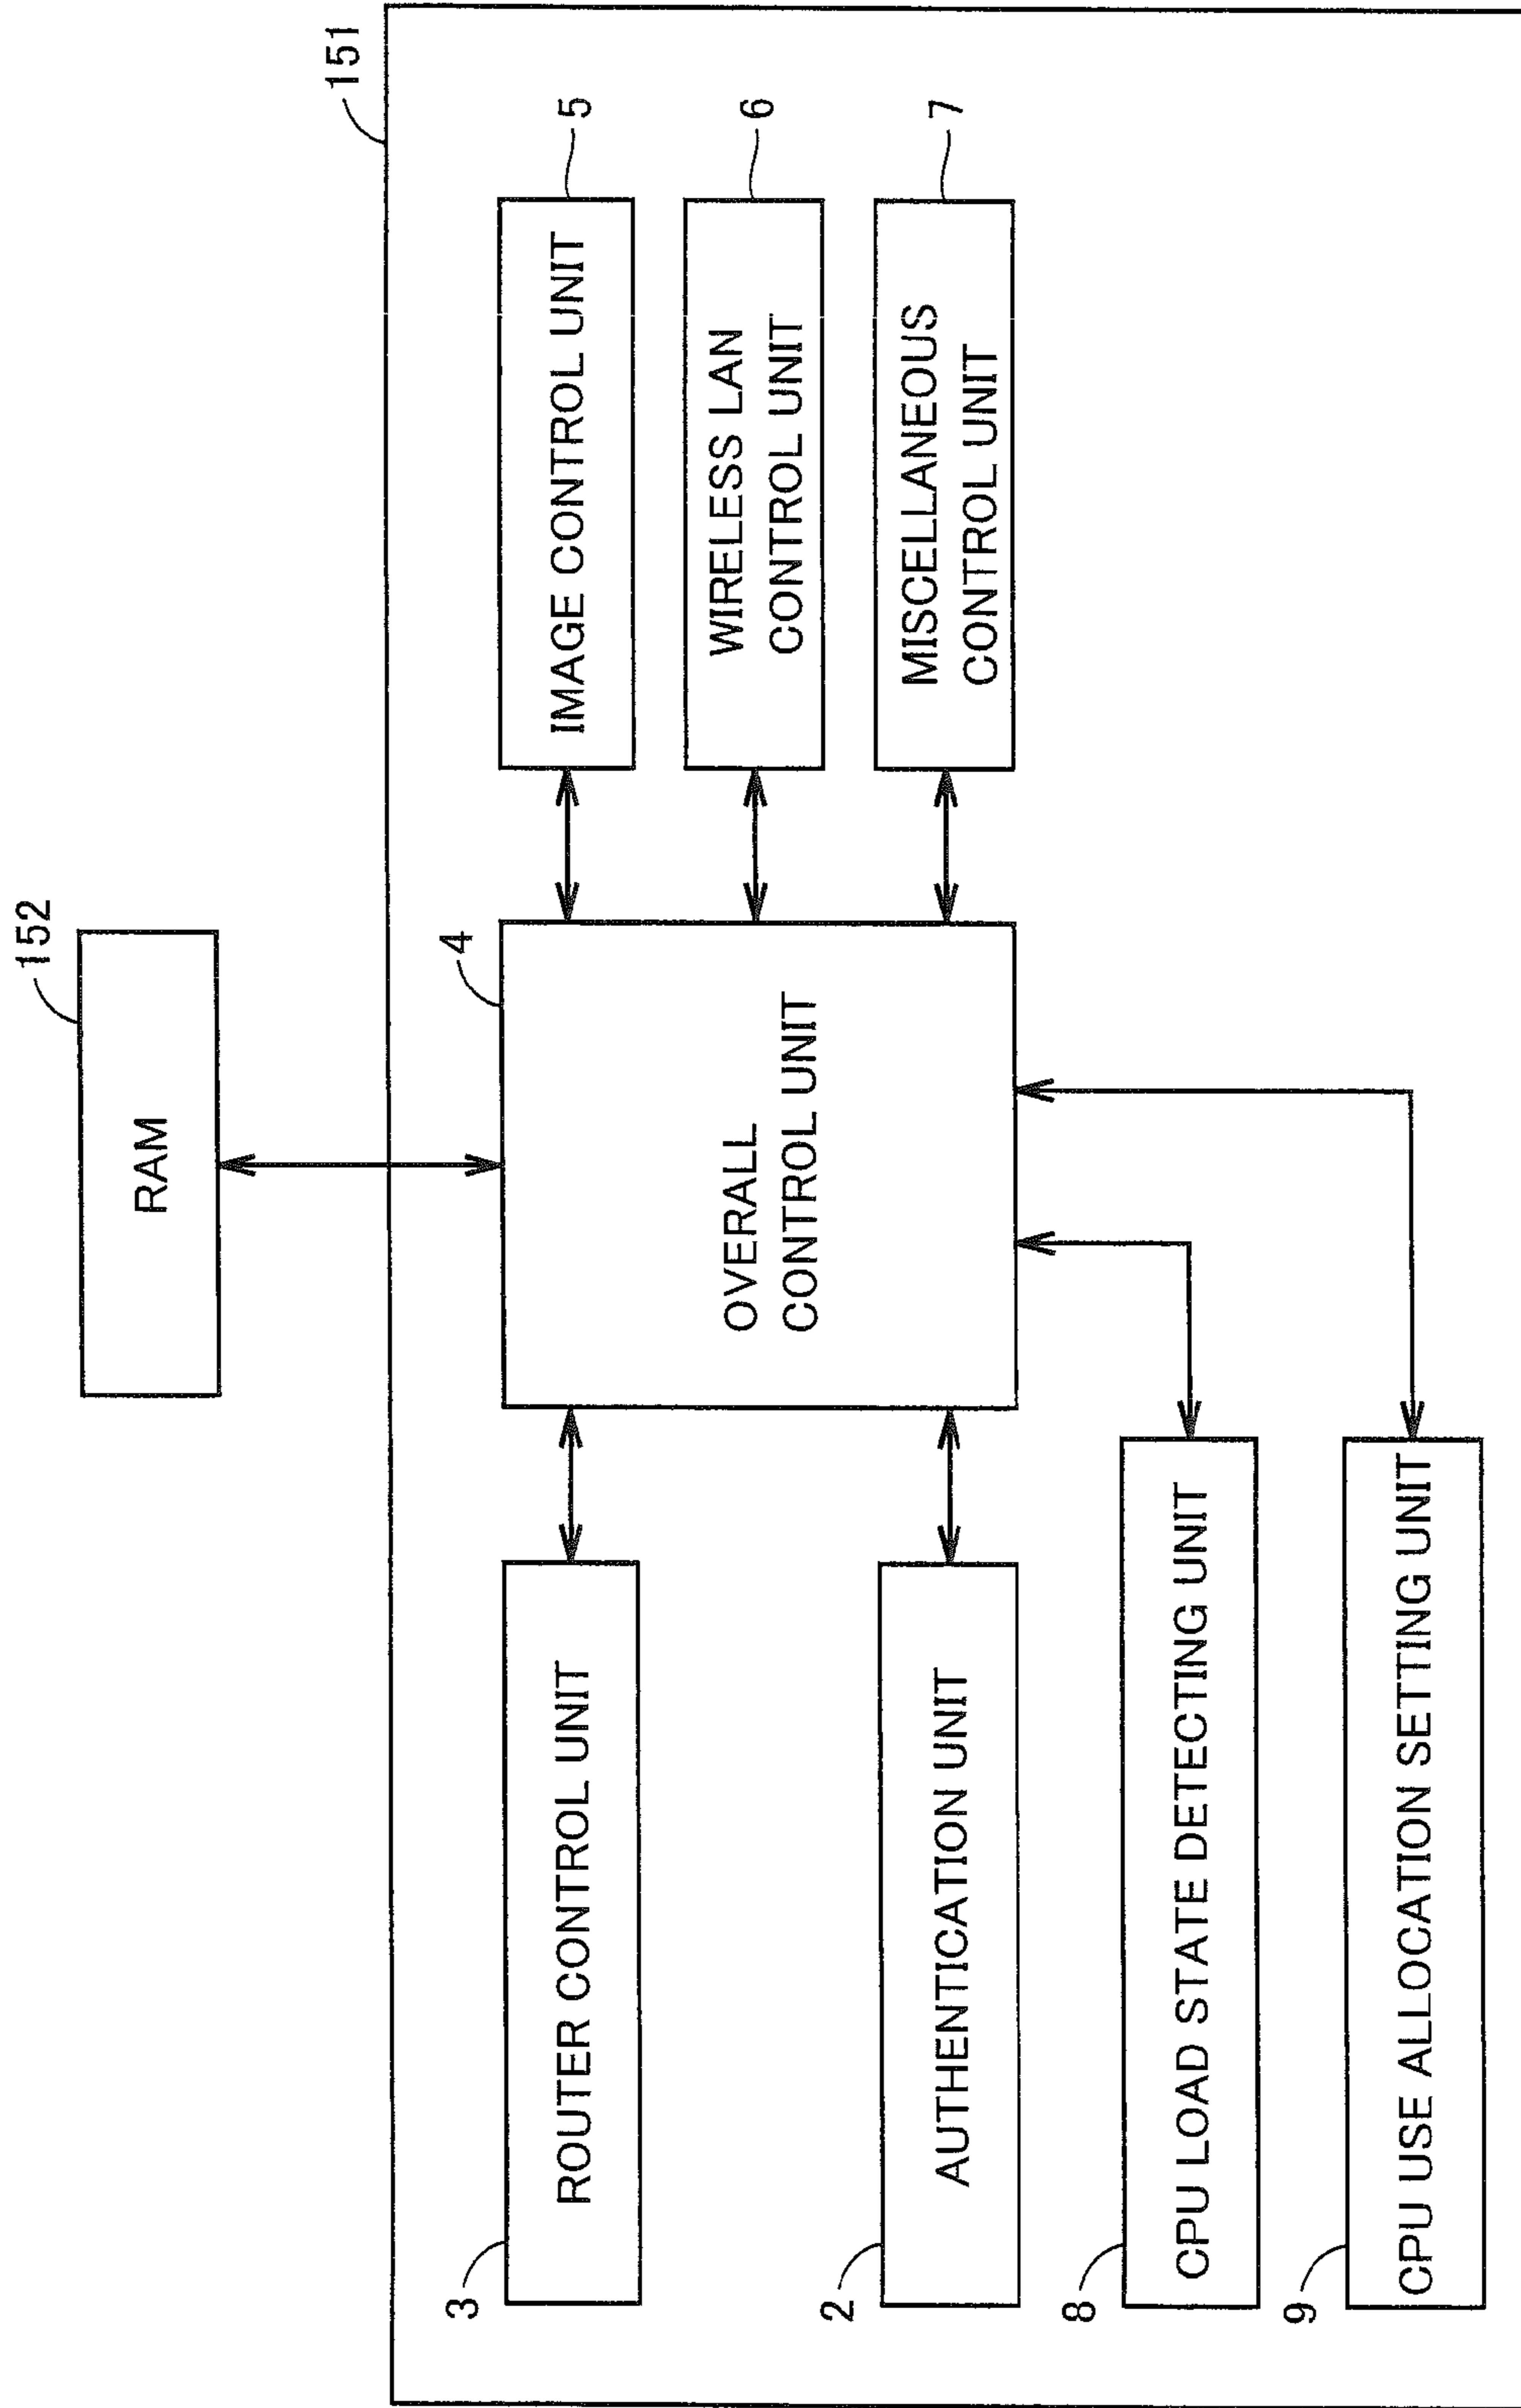 152
RAM
151
3
ROUTER CONTROL UNIT
4
OVERALL
CONTROL UNIT
IMAGE CONTROL UNIT
5
WIRELESS LAN
CONTROL UNIT
6
2
AUTHENTICATION UNIT
MISCELLANEOUS
CONTROL UNIT
7
8
CPU LOAD STATE DETECTING UNIT
9
CPU USE ALLOCATION SETTING UNIT